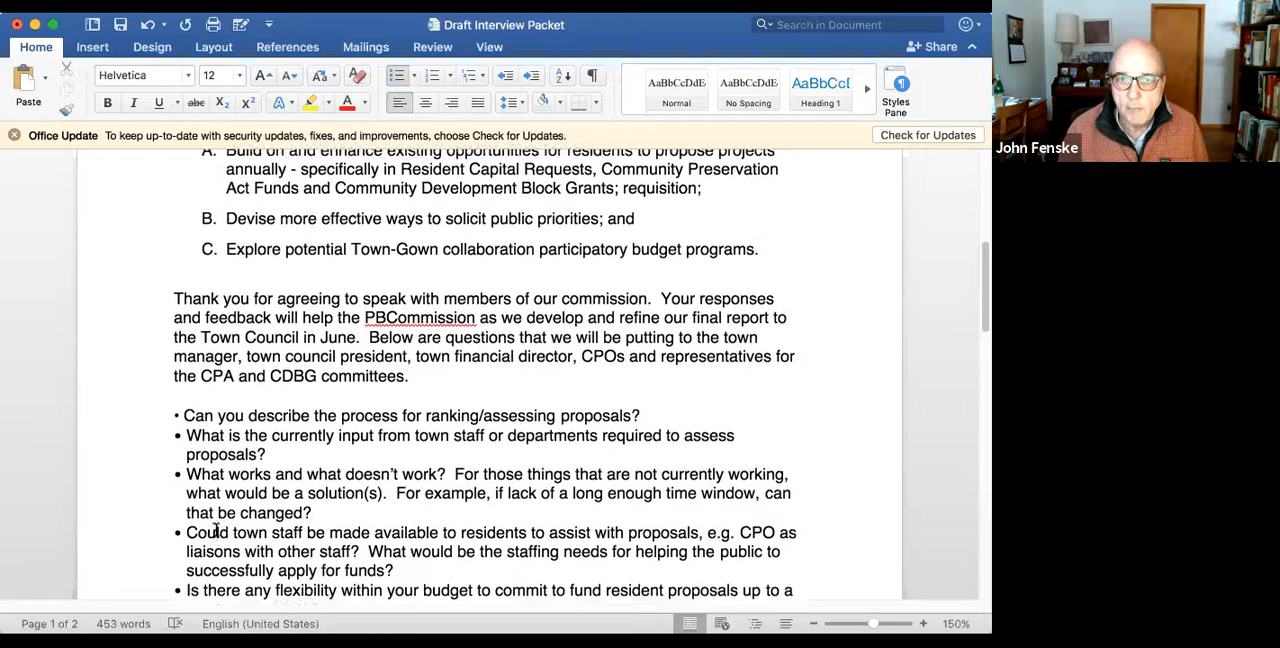 Draft Interview Packet
Search in Document
Home Insert Design Layout References Mailings Review View
Share
Paste
Helvetica 12
B I U abc X₂ X²
AaBbCcDdE AaBbCcDdE AaBbCcD
Normal No Spacing Heading 1 Styles Pane
Office Update To keep up-to-date with security updates, fixes, and improvements, choose Check for Updates. Check for Updates
A. Build on and enhance existing opportunities for residents to propose projects
annually - specifically in Resident Capital Requests, Community Preservation
Act Funds and Community Development Block Grants; requisition;
B. Devise more effective ways to solicit public priorities; and
C. Explore potential Town-Gown collaboration participatory budget programs.
Thank you for agreeing to speak with members of our commission. Your responses
and feedback will help the PBCommission as we develop and refine our final report to
the Town Council in June. Below are questions that we will be putting to the town
manager, town council president, town financial director, CPOs and representatives for
the CPA and CDBG committees.
• Can you describe the process for ranking/assessing proposals?
• What is the currently input from town staff or departments required to assess
proposals?
• What works and what doesn't work? For those things that are not currently working,
what would be a solution(s). For example, if lack of a long enough time window, can
that be changed?
• Could town staff be made available to residents to assist with proposals, e.g. CPO as
liaisons with other staff? What would be the staffing needs for helping the public to
successfully apply for funds?
• Is there any flexibility within your budget to commit to fund resident proposals up to a
Page 1 of 2 453 words English (United States) 150%
John Fenske